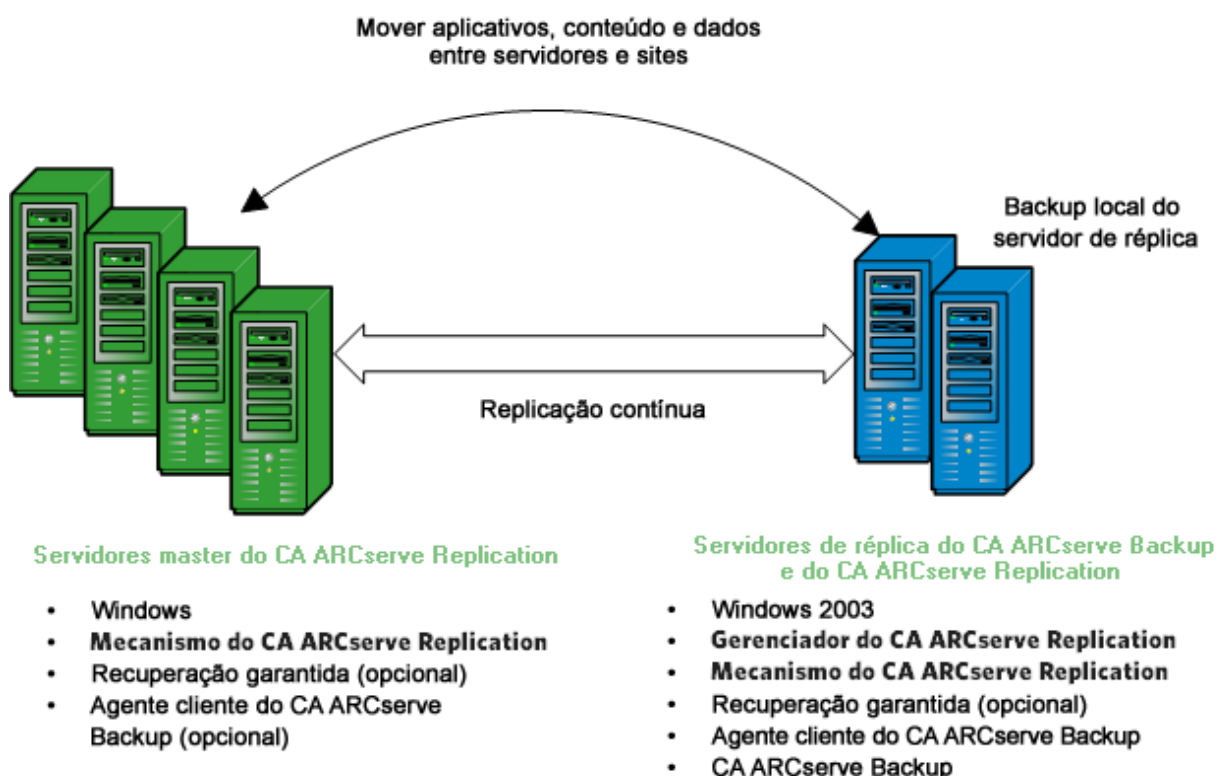 Mover aplicativos, conteúdo e dados
entre servidores e sites
Backup local do
servidor de réplica
Replicação contínua
Servidores master do CA ARCserve Replication
• Windows
• Mecanismo do CA ARCserve Replication
• Recuperação garantida (opcional)
• Agente cliente do CA ARCserve
Backup (opcional)
Servidores de réplica do CA ARCserve Backup
e do CA ARCserve Replication
• Windows 2003
• Gerenciador do CA ARCserve Replication
• Mecanismo do CA ARCserve Replication
• Recuperação garantida (opcional)
• Agente cliente do CA ARCserve Backup
• CA ARCserve Backup